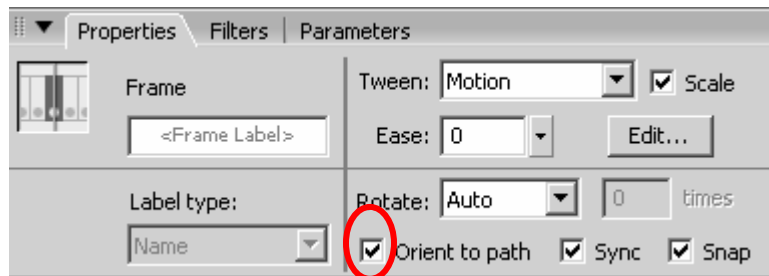 Properties Filters Parameters
Frame Tween: Motion Scale
<Frame Label> Ease: 0 Edit...
Label type: Rotate: Auto 0 times
Name Orient to path Sync Snap